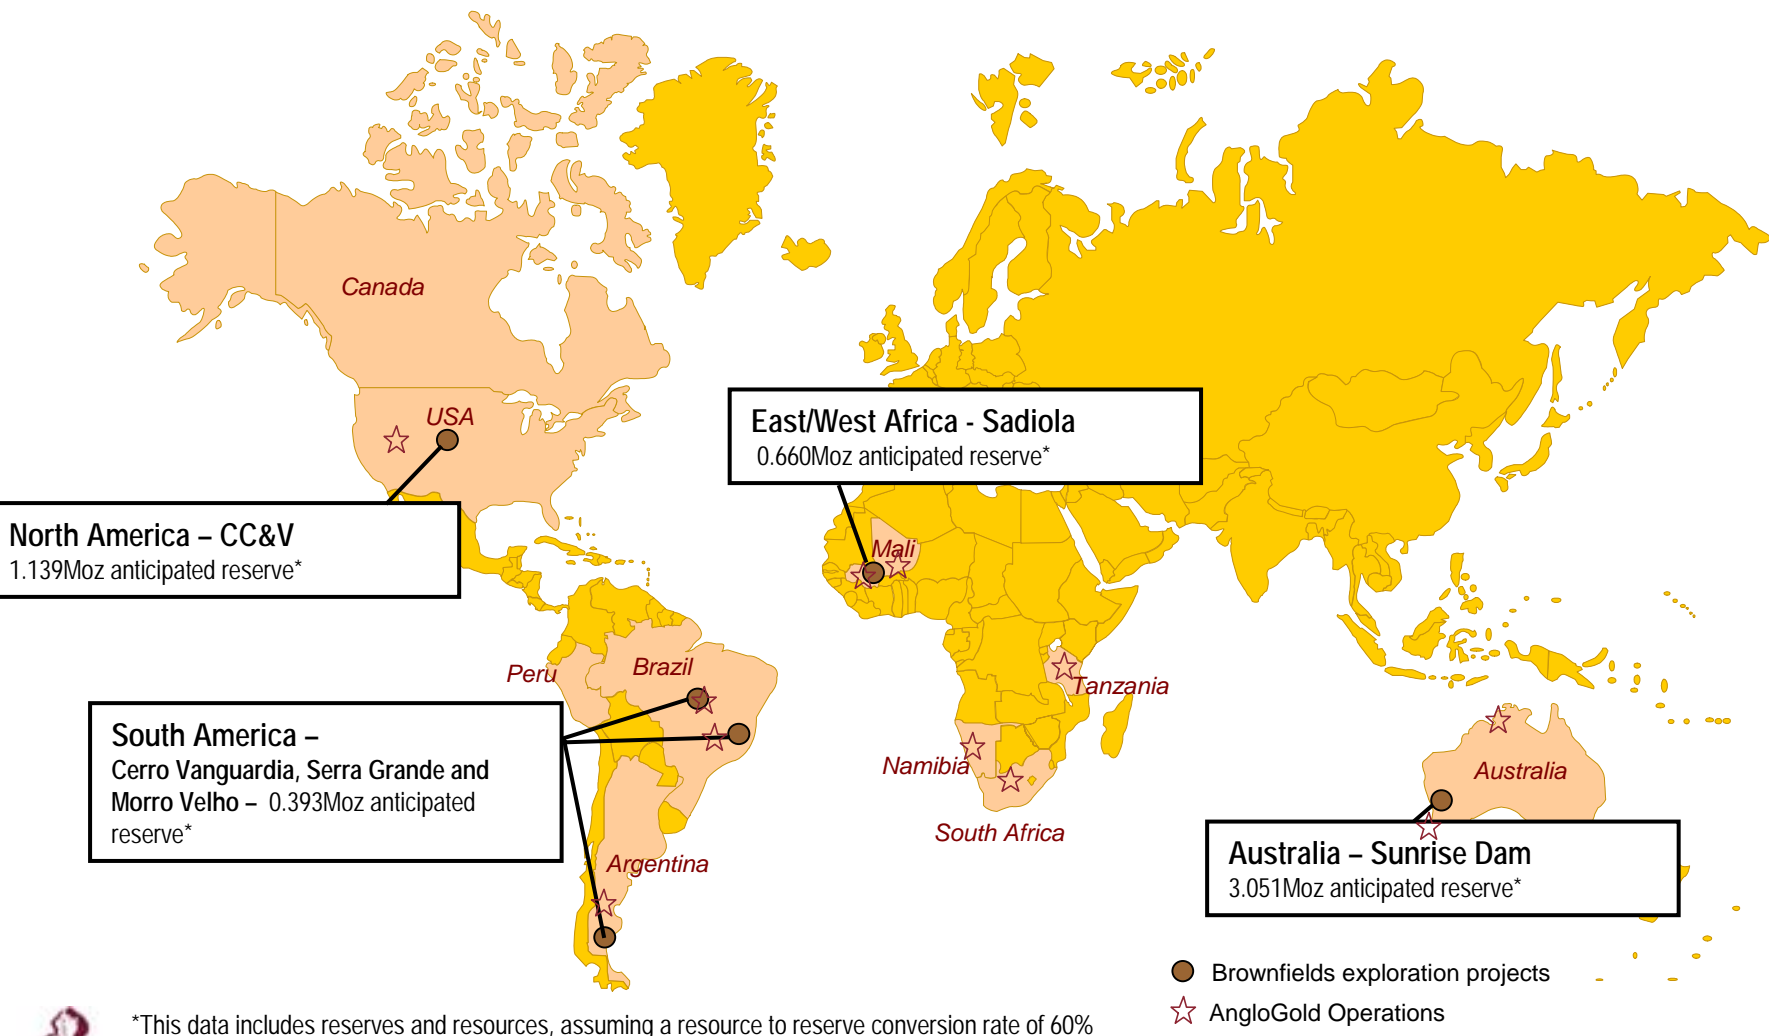 Canada
USA
East/West Africa - Sadiola
0.660Moz anticipated reserve*
North America – CC&V
1.139Moz anticipated reserve*
Mali
Peru
Brazil
Tanzania
South America –
Cerro Vanguardia, Serra Grande and
Morro Velho – 0.393Moz anticipated
reserve*
Namibia
Australia
South Africa
Argentina
Australia – Sunrise Dam
3.051Moz anticipated reserve*
Brownfields exploration projects
AngloGold Operations
*This data includes reserves and resources, assuming a resource to reserve conversion rate of 60%